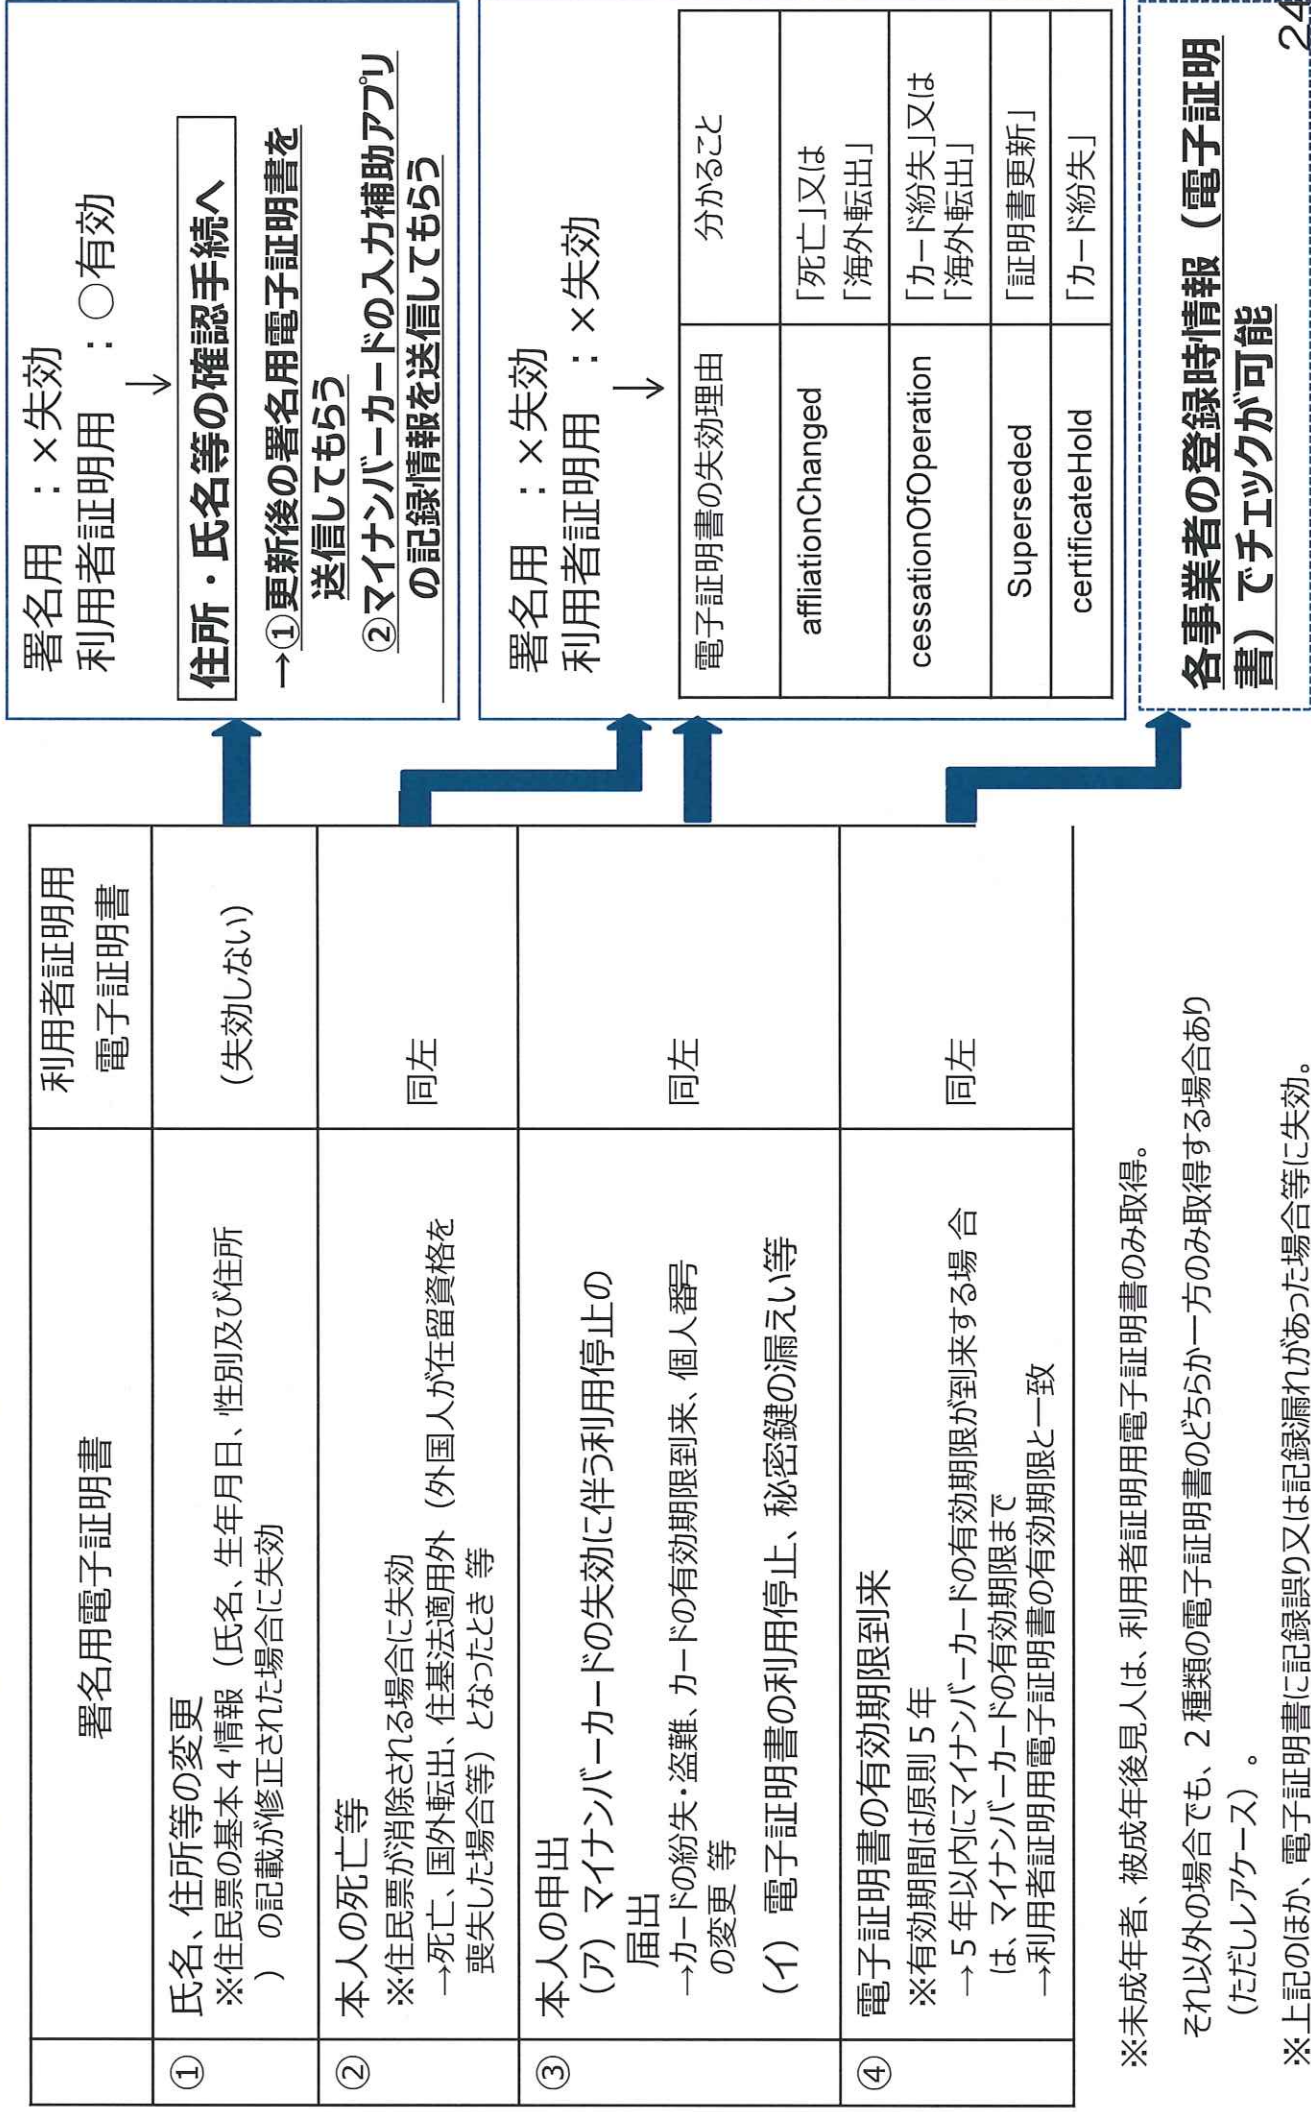 署名用電子証明書
利用者証明用
電子証明書
①
氏名、住所等の変更
※住民票の基本４情報（氏名、生年月日、性別及び住所
）の記載が修正された場合に失効
(失効しない)
②
本人の死亡等
※住民票が消除される場合に失効
→死亡、国外転出、住基法適用外（外国人が在留資格を
喪失した場合等）となったとき 等
同左
③
本人の申出
(ア）マイナンバーカードの失効に伴う利用停止の
届出
→カードの紛失・盗難、カードの有効期限到来、個人番号
の変更 等
(イ）電子証明書の利用停止、秘密鍵の漏えい等
同左
④
電子証明書の有効期限到来
※有効期間は原則５年
→５年以内にマイナンバーカードの有効期限が到来する場 合
は、マイナンバーカードの有効期限まで
→利用者証明用電子証明書の有効期限と一致
同左
※未成年者、被成年後見人は、利用者証明用電子証明書のみ取得。
それ以外の場合でも、２種類の電子証明書のどちらか一方のみ取得する場合あり
(ただしレアケース）。
※上記のほか、電子証明書に記録誤り又は記録漏れがあった場合等に失効。
署名用　：×失効
利用者証明用　：○有効
↓
住所・氏名等の確認手続へ
→①更新後の署名用電子証明書を
送信してもらう
②マイナンバーカードの入力補助アプリ
の記録情報を送信してもらう
署名用　：×失効
利用者証明用　：×失効
↓
電子証明書の失効理由 分かること
affliationChanged 「死亡」又は
「海外転出」
cessationOfOperation 「カード紛失」又は
「海外転出」
Superseded 「証明書更新」
certificateHold 「カード紛失」
各事業者の登録時情報（電子証明
書）でチェックが可能
24